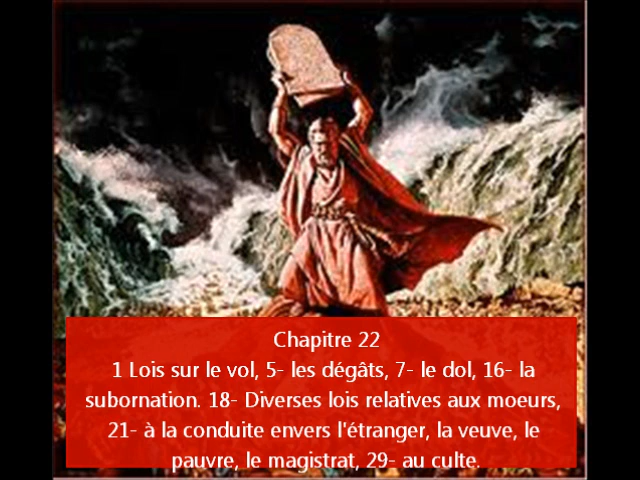 Chapitre 22
1 Lois sur le vol, 5- les dégâts, 7- le dol, 16- la
subornation. 18- Diverses lois relatives aux moeurs,
21- à la conduite envers l'étranger, la veuve, le
pauvre, le magistrat, 29- au culte.